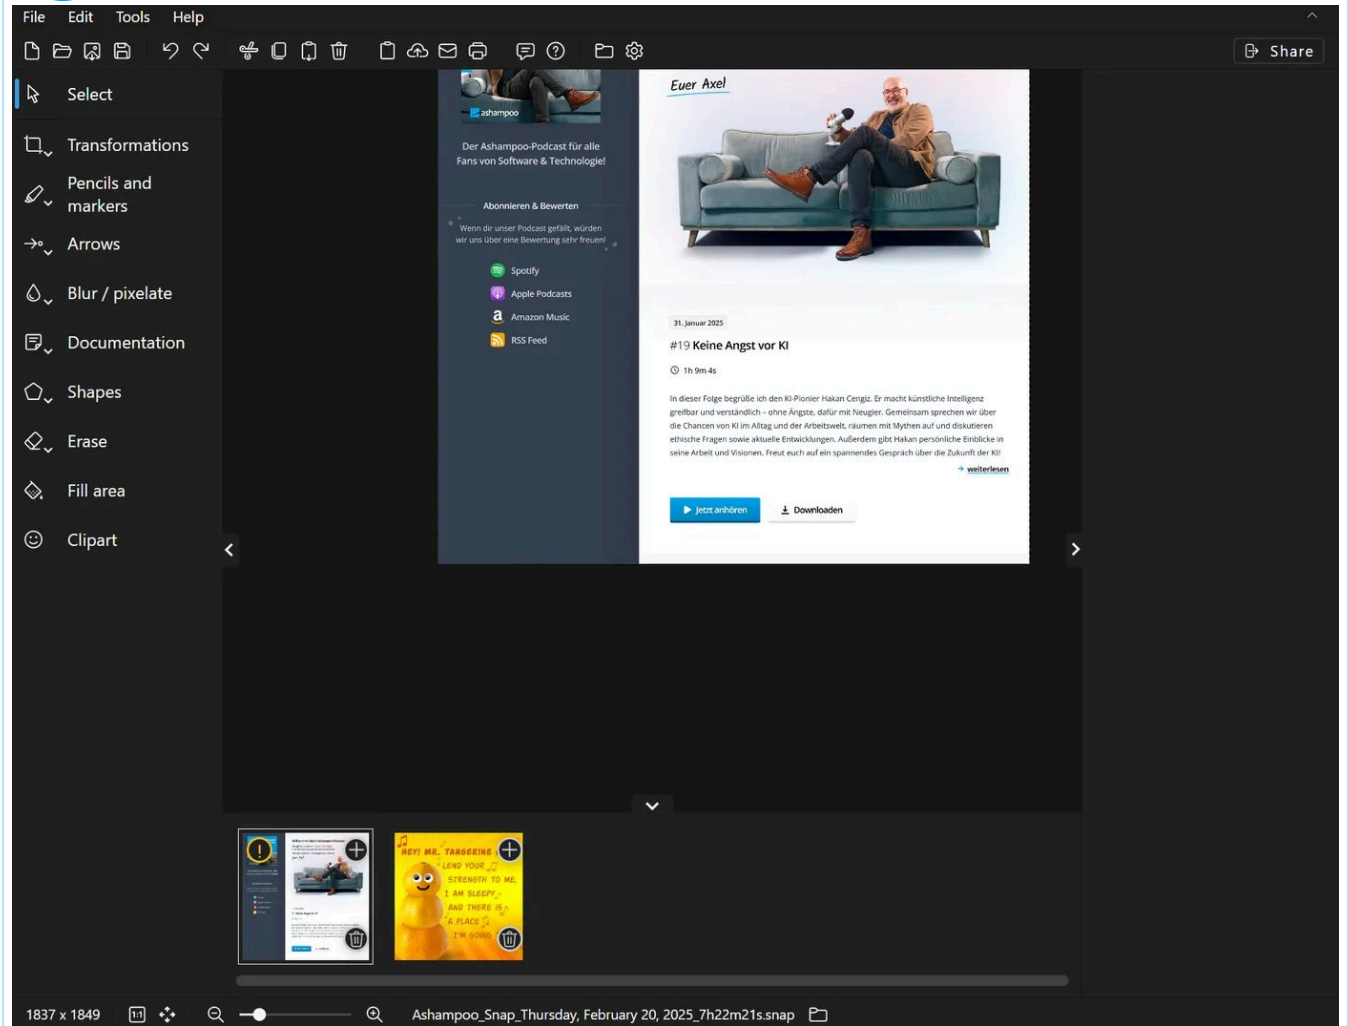 File Edit Tools Help
Share
Select
Transformations
Pencils and
markers
Arrows
Blur / pixelate
Documentation
Shapes
Erase
Fill area
Clipart
ashampoo
Der Ashampoo-Podcast für alle
Fans von Software & Technologie!
Abonnieren & Bewerten
Wenn dir unser Podcast gefällt, würden
wir uns über eine Bewertung sehr freuen!
Spotify
Apple Podcasts
Amazon Music
RSS Feed
Euer Axel
31. Januar 2025
#19 Keine Angst vor KI
1h 9m 4s
In dieser Folge begrüße ich den KI-Pionier Hakan Cengiz. Er macht künstliche Intelligenz
greifbar und verständlich – ohne Ängste, dafür mit Neugier. Gemeinsam sprechen wir über
die Chancen von KI im Alltag und der Arbeitswelt, räumen mit Mythen auf und diskutieren
ethische Fragen sowie aktuelle Entwicklungen. Außerdem gibt Hakan persönliche Einblicke in
seine Arbeit und Visionen. Freut euch auf ein spannendes Gespräch über die Zukunft der KI!
weiterlesen
Jetzt anhören Downloaden
HEY! MR. TANGERINE
LEND YOUR
STRENGTH TO ME,
I AM SLEEPY
AND THERE IS
A PLACE
I'M GOING
1837 x 1849 1:1 Ashampoo_Snap_Thursday, February 20, 2025_7h22m21s.snap